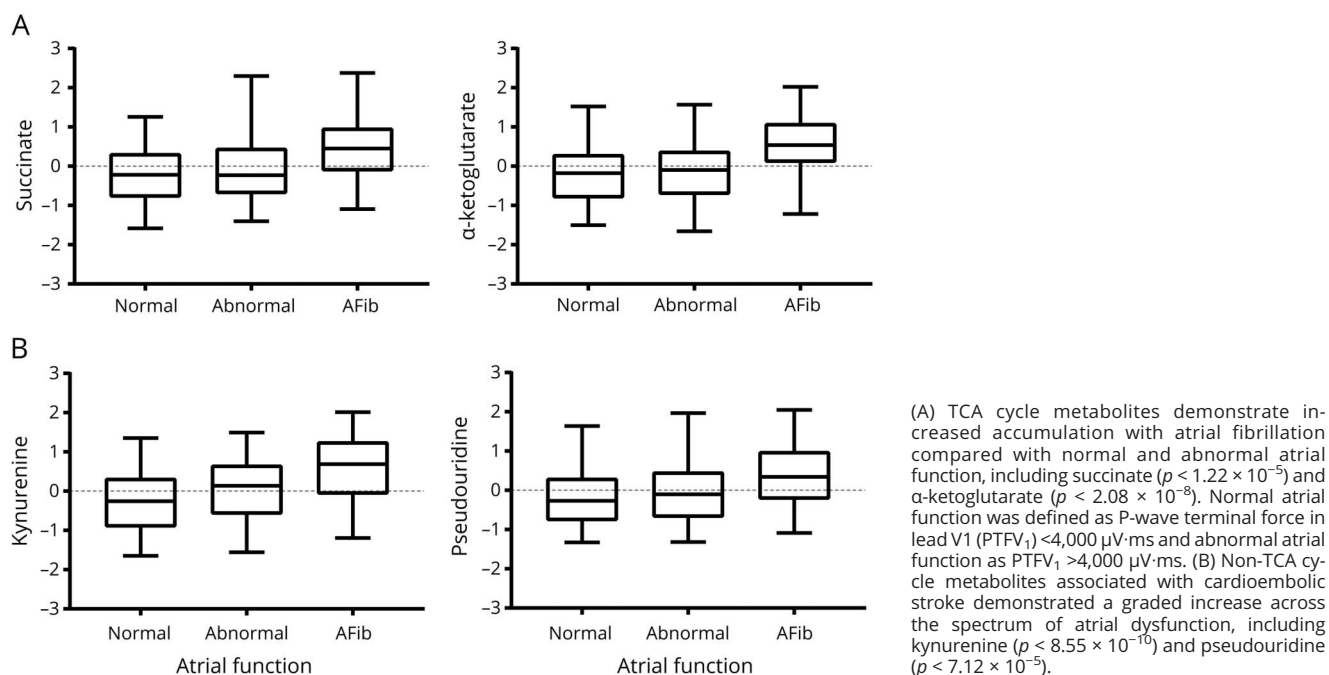 A
3
2
1
0
−1
−2
−3
Succinate
Normal
Abnormal
AFib
3
2
1
0
−1
−2
−3
α-ketoglutarate
Normal
Abnormal
AFib
B
3
2
1
0
−1
−2
−3
Kynurenine
Normal
Abnormal
AFib
Atrial function
3
2
1
0
−1
−2
−3
Pseudouridine
Normal
Abnormal
AFib
Atrial function
(A) TCA cycle metabolites demonstrate in-
creased accumulation with atrial fibrillation
compared with normal and abnormal atrial
function, including succinate (p < 1.22 × 10⁻⁵) and
α-ketoglutarate (p < 2.08 × 10⁻⁸). Normal atrial
function was defined as P-wave terminal force in
lead V1 (PTFV₁) <4,000 μV·ms and abnormal atrial
function as PTFV₁ >4,000 μV·ms. (B) Non-TCA cy-
cle metabolites associated with cardioembolic
stroke demonstrated a graded increase across
the spectrum of atrial dysfunction, including
kynurenine (p < 8.55 × 10⁻¹⁰) and pseudouridine
(p < 7.12 × 10⁻⁵).